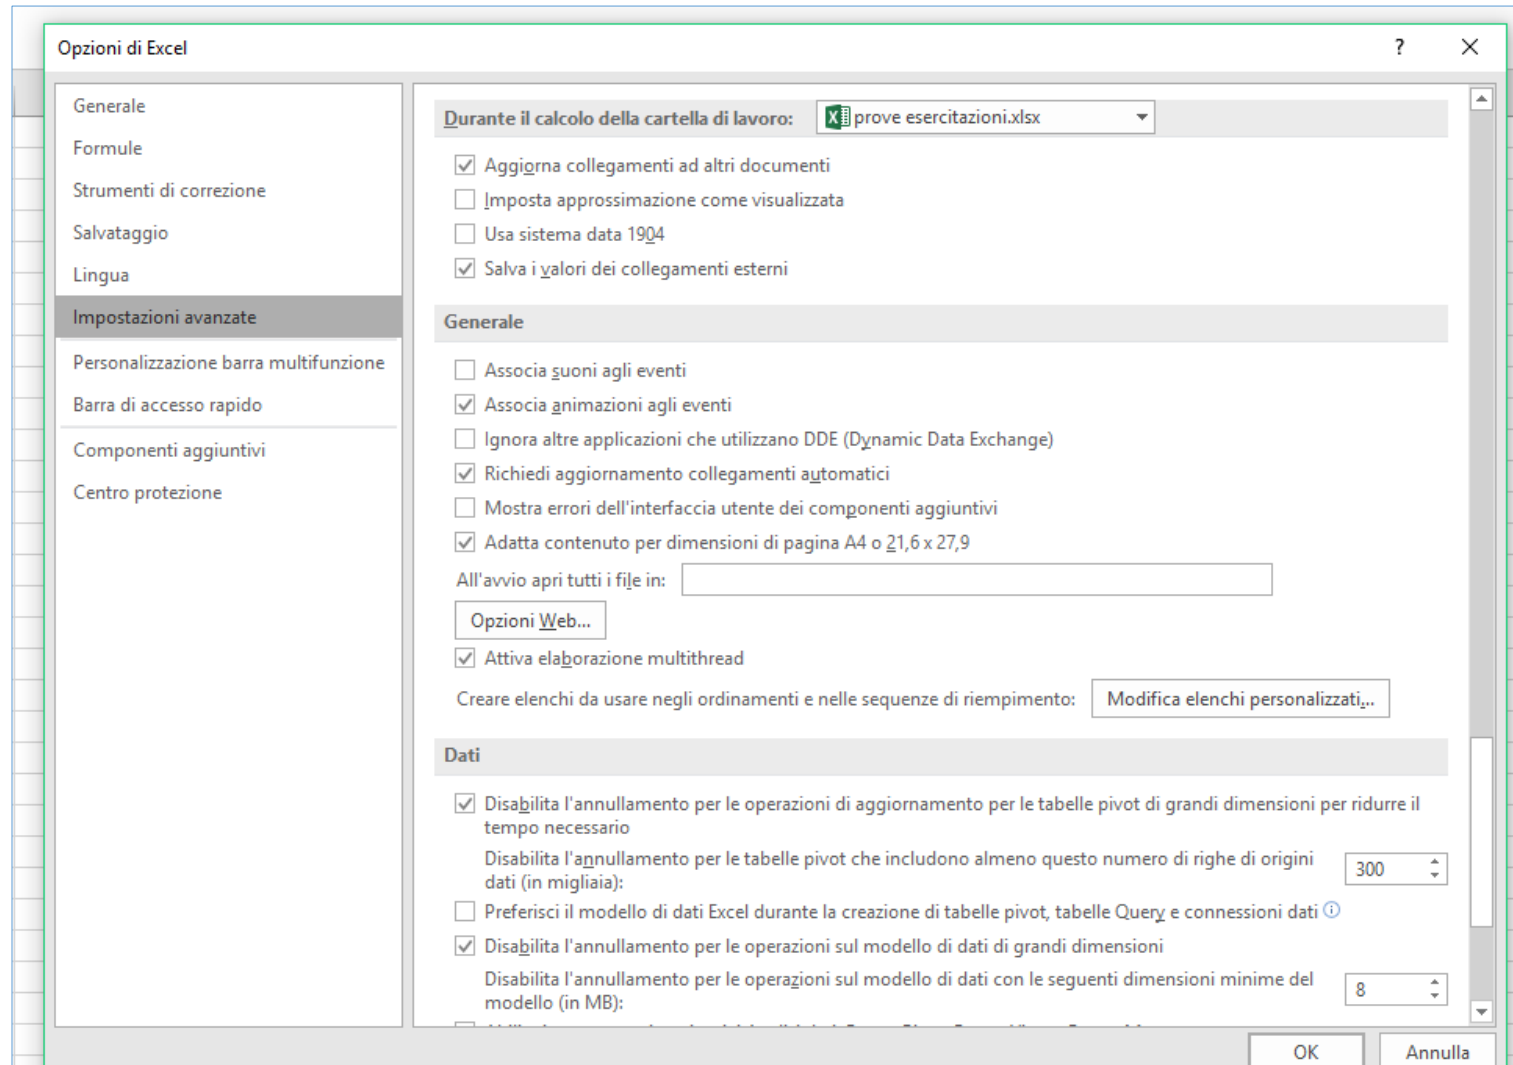 Opzioni di Excel
?
Generale
Formule
Strumenti di correzione
Salvataggio
Lingua
Impostazioni avanzate
Personalizzazione barra multifunzione
Barra di accesso rapido
Componenti aggiuntivi
Centro protezione
Durante il calcolo della cartella di lavoro: prove esercitazioni.xlsx
Aggiorna collegamenti ad altri documenti
Imposta approssimazione come visualizzata
Usa sistema data 1904
Salva i valori dei collegamenti esterni
Generale
Associa suoni agli eventi
Associa animazioni agli eventi
Ignora altre applicazioni che utilizzano DDE (Dynamic Data Exchange)
Richiedi aggiornamento collegamenti automatici
Mostra errori dell'interfaccia utente dei componenti aggiuntivi
Adatta contenuto per dimensioni di pagina A4 o 21,6 x 27,9
All'avvio apri tutti i file in:
Opzioni Web...
Attiva elaborazione multithread
Creare elenchi da usare negli ordinamenti e nelle sequenze di riempimento: Modifica elenchi personalizzati...
Dati
Disabilita l'annullamento per le operazioni di aggiornamento per le tabelle pivot di grandi dimensioni per ridurre il
tempo necessario
Disabilita l'annullamento per le tabelle pivot che includono almeno questo numero di righe di origini
dati (in migliaia): 300
Preferisci il modello di dati Excel durante la creazione di tabelle pivot, tabelle Query e connessioni dati
Disabilita l'annullamento per le operazioni sul modello di dati di grandi dimensioni
Disabilita l'annullamento per le operazioni sul modello di dati con le seguenti dimensioni minime del
modello (in MB): 8
OK
Annulla